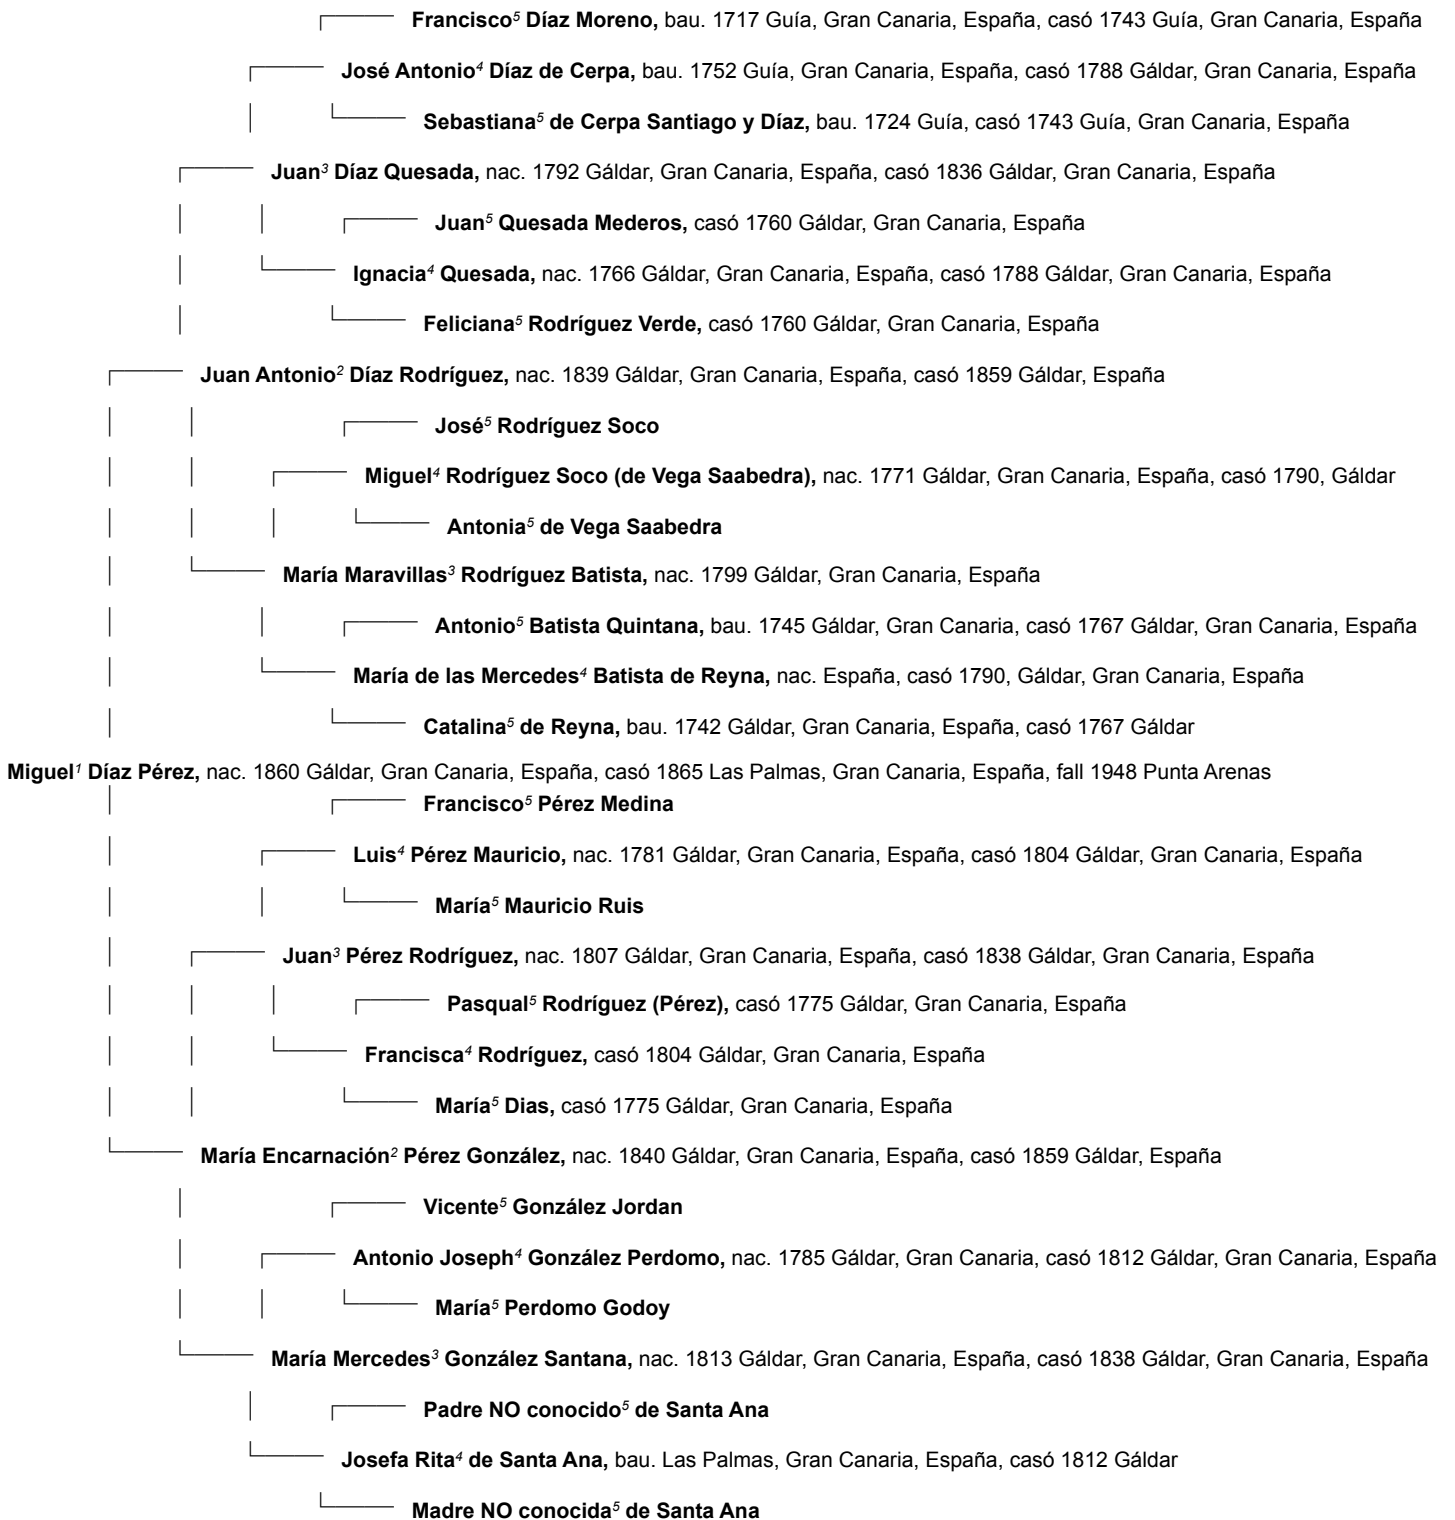 Francisco⁵ Díaz Moreno, bau. 1717 Guía, Gran Canaria, España, casó 1743 Guía, Gran Canaria, España
José Antonio⁴ Díaz de Cerpa, bau. 1752 Guía, Gran Canaria, España, casó 1788 Gáldar, Gran Canaria, España
Sebastiana⁵ de Cerpa Santiago y Díaz, bau. 1724 Guía, casó 1743 Guía, Gran Canaria, España
Juan³ Díaz Quesada, nac. 1792 Gáldar, Gran Canaria, España, casó 1836 Gáldar, Gran Canaria, España
Juan⁵ Quesada Mederos, casó 1760 Gáldar, Gran Canaria, España
Ignacia⁴ Quesada, nac. 1766 Gáldar, Gran Canaria, España, casó 1788 Gáldar, Gran Canaria, España
Feliciana⁵ Rodríguez Verde, casó 1760 Gáldar, Gran Canaria, España
Juan Antonio² Díaz Rodríguez, nac. 1839 Gáldar, Gran Canaria, España, casó 1859 Gáldar, España
José⁵ Rodríguez Soco
Miguel⁴ Rodríguez Soco (de Vega Saabedra), nac. 1771 Gáldar, Gran Canaria, España, casó 1790, Gáldar
Antonia⁵ de Vega Saabedra
María Maravillas³ Rodríguez Batista, nac. 1799 Gáldar, Gran Canaria, España
Antonio⁵ Batista Quintana, bau. 1745 Gáldar, Gran Canaria, casó 1767 Gáldar, Gran Canaria, España
María de las Mercedes⁴ Batista de Reyna, nac. España, casó 1790, Gáldar, Gran Canaria, España
Catalina⁵ de Reyna, bau. 1742 Gáldar, Gran Canaria, España, casó 1767 Gáldar
Miguel¹ Díaz Pérez, nac. 1860 Gáldar, Gran Canaria, España, casó 1865 Las Palmas, Gran Canaria, España, fall 1948 Punta Arenas
Francisco⁵ Pérez Medina
Luis⁴ Pérez Mauricio, nac. 1781 Gáldar, Gran Canaria, España, casó 1804 Gáldar, Gran Canaria, España
María⁵ Mauricio Ruis
Juan³ Pérez Rodríguez, nac. 1807 Gáldar, Gran Canaria, España, casó 1838 Gáldar, Gran Canaria, España
Pasqual⁵ Rodríguez (Pérez), casó 1775 Gáldar, Gran Canaria, España
Francisca⁴ Rodríguez, casó 1804 Gáldar, Gran Canaria, España
María⁵ Dias, casó 1775 Gáldar, Gran Canaria, España
María Encarnación² Pérez González, nac. 1840 Gáldar, Gran Canaria, España, casó 1859 Gáldar, España
Vicente⁵ González Jordan
Antonio Joseph⁴ González Perdomo, nac. 1785 Gáldar, Gran Canaria, casó 1812 Gáldar, Gran Canaria, España
María⁵ Perdomo Godoy
María Mercedes³ González Santana, nac. 1813 Gáldar, Gran Canaria, España, casó 1838 Gáldar, Gran Canaria, España
Padre NO conocido⁵ de Santa Ana
Josefa Rita⁴ de Santa Ana, bau. Las Palmas, Gran Canaria, España, casó 1812 Gáldar
Madre NO conocida⁵ de Santa Ana